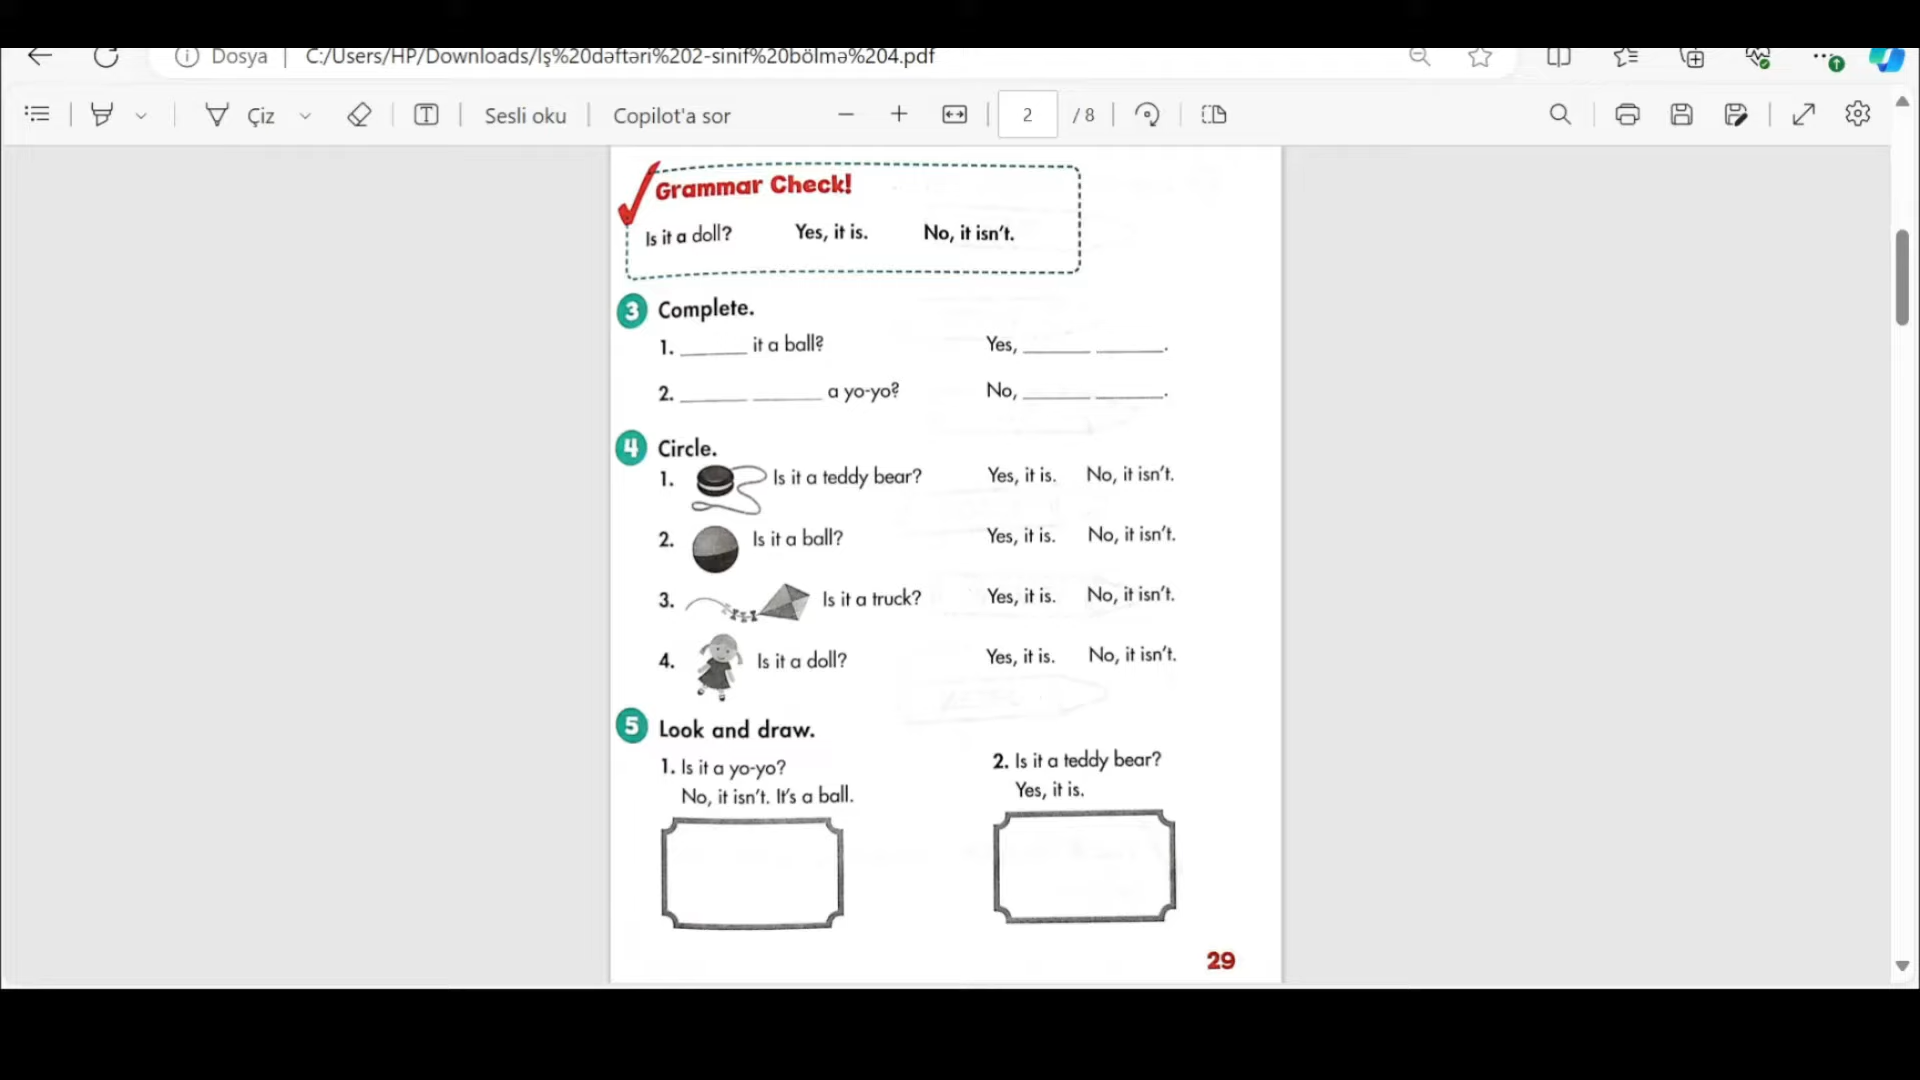 Dosya | C:/Users/HP/Downloads/İş%20dəftəri%202-sinif%20bölmə%204.pdf
Çiz Sesli oku Copilot'a sor 2 / 8
Grammar Check!
Is it a doll? Yes, it is. No, it isn't.
3 Complete.
1. ______ it a ball? Yes, ______ ______.
2. ______ ______ a yo-yo? No, ______ ______.
4 Circle.
1. Is it a teddy bear? Yes, it is. No, it isn't.
2. Is it a ball? Yes, it is. No, it isn't.
3. Is it a truck? Yes, it is. No, it isn't.
4. Is it a doll? Yes, it is. No, it isn't.
5 Look and draw.
1. Is it a yo-yo?
No, it isn't. It's a ball.
2. Is it a teddy bear?
Yes, it is.
29